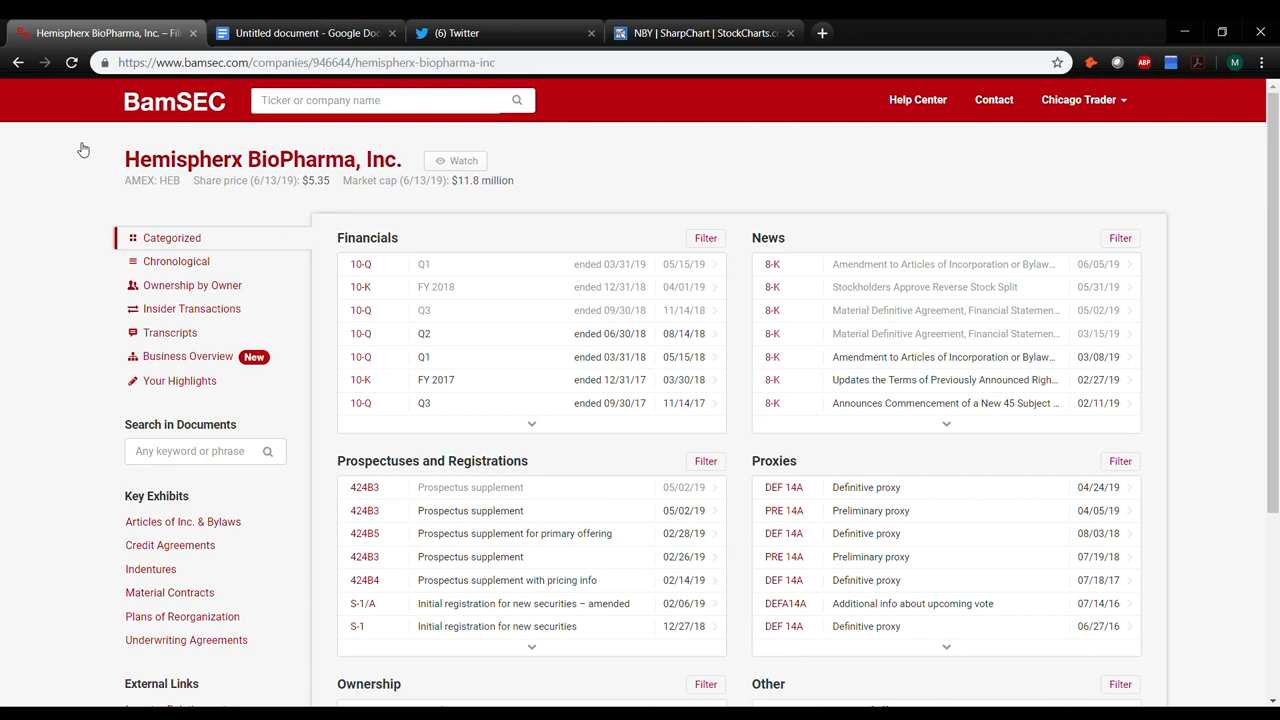 Hemispherx BioPharma, Inc. – Fili
Untitled document - Google Doc
(6) Twitter
NBY | SharpChart | StockCharts.c
https://www.bamsec.com/companies/946644/hemispherx-biopharma-inc
ABP
M
BamSEC
Ticker or company name
Help Center
Contact
Chicago Trader
Hemispherx BioPharma, Inc.
Watch
AMEX: HEB Share price (6/13/19): $5.35 Market cap (6/13/19): $11.8 million
Categorized
Chronological
Ownership by Owner
Insider Transactions
Transcripts
Business Overview New
Your Highlights
Search in Documents
Any keyword or phrase
Key Exhibits
Articles of Inc. & Bylaws
Credit Agreements
Indentures
Material Contracts
Plans of Reorganization
Underwriting Agreements
External Links
Financials Filter
10-Q Q1 ended 03/31/19 05/15/19
10-K FY 2018 ended 12/31/18 04/01/19
10-Q Q3 ended 09/30/18 11/14/18
10-Q Q2 ended 06/30/18 08/14/18
10-Q Q1 ended 03/31/18 05/15/18
10-K FY 2017 ended 12/31/17 03/30/18
10-Q Q3 ended 09/30/17 11/14/17
News Filter
8-K Amendment to Articles of Incorporation or Bylaw... 06/05/19
8-K Stockholders Approve Reverse Stock Split 05/31/19
8-K Material Definitive Agreement, Financial Statemen... 05/02/19
8-K Material Definitive Agreement, Financial Statemen... 03/15/19
8-K Amendment to Articles of Incorporation or Bylaw... 03/08/19
8-K Updates the Terms of Previously Announced Righ... 02/27/19
8-K Announces Commencement of a New 45 Subject ... 02/11/19
Prospectuses and Registrations Filter
424B3 Prospectus supplement 05/02/19
424B3 Prospectus supplement 05/02/19
424B5 Prospectus supplement for primary offering 02/28/19
424B3 Prospectus supplement 02/26/19
424B4 Prospectus supplement with pricing info 02/14/19
S-1/A Initial registration for new securities – amended 02/06/19
S-1 Initial registration for new securities 12/27/18
Proxies Filter
DEF 14A Definitive proxy 04/24/19
PRE 14A Preliminary proxy 04/05/19
DEF 14A Definitive proxy 08/03/18
PRE 14A Preliminary proxy 07/19/18
DEF 14A Definitive proxy 07/18/17
DEFA14A Additional info about upcoming vote 07/14/16
DEF 14A Definitive proxy 06/27/16
Ownership Filter
Other Filter